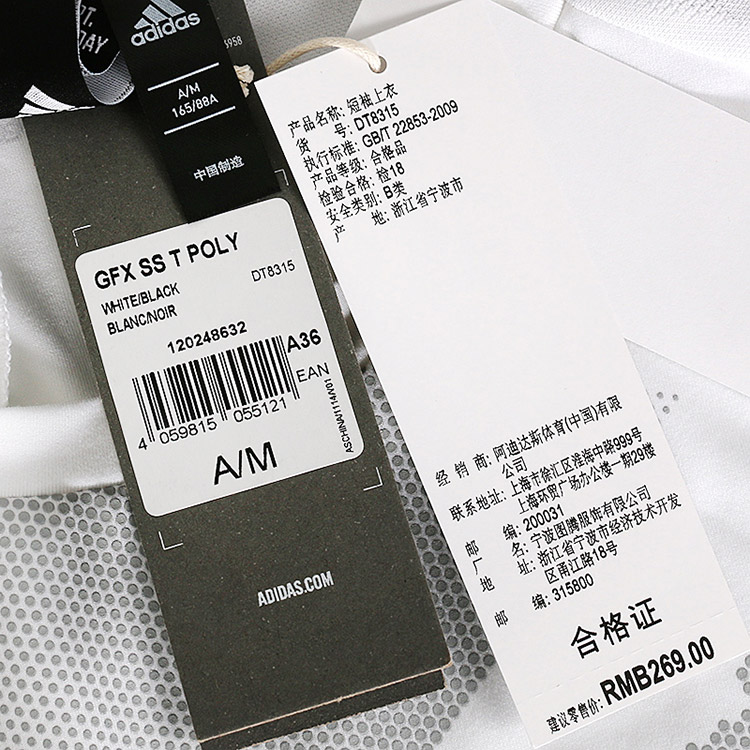 OT.
DAY
adidas
3958
A/M
165/88A
中国制造
GFX SS T POLY
WHITE/BLACK
DT8315
BLANC/NOIR
120248632
A36
EAN
4 059815 055121
A/M
ADIDAS.COM
产品名称: 短袖上衣
货 号: DT8315
执行标准: GB/T 22853-2009
产品等级: 合格品
检验合格: 检18
安全类别: B类
产 地: 浙江省宁波市
经 销 商: 阿迪达斯体育(中国)有限
公司
联系地址: 上海市徐汇区淮海中路999号
上海环贸广场办公楼一期29楼
邮 编: 200031
厂 名: 宁波图腾服饰有限公司
地 址: 浙江省宁波市经济技术开发
区甬江路18号
邮 编: 315800
合格证
建议零售价: RMB269.00